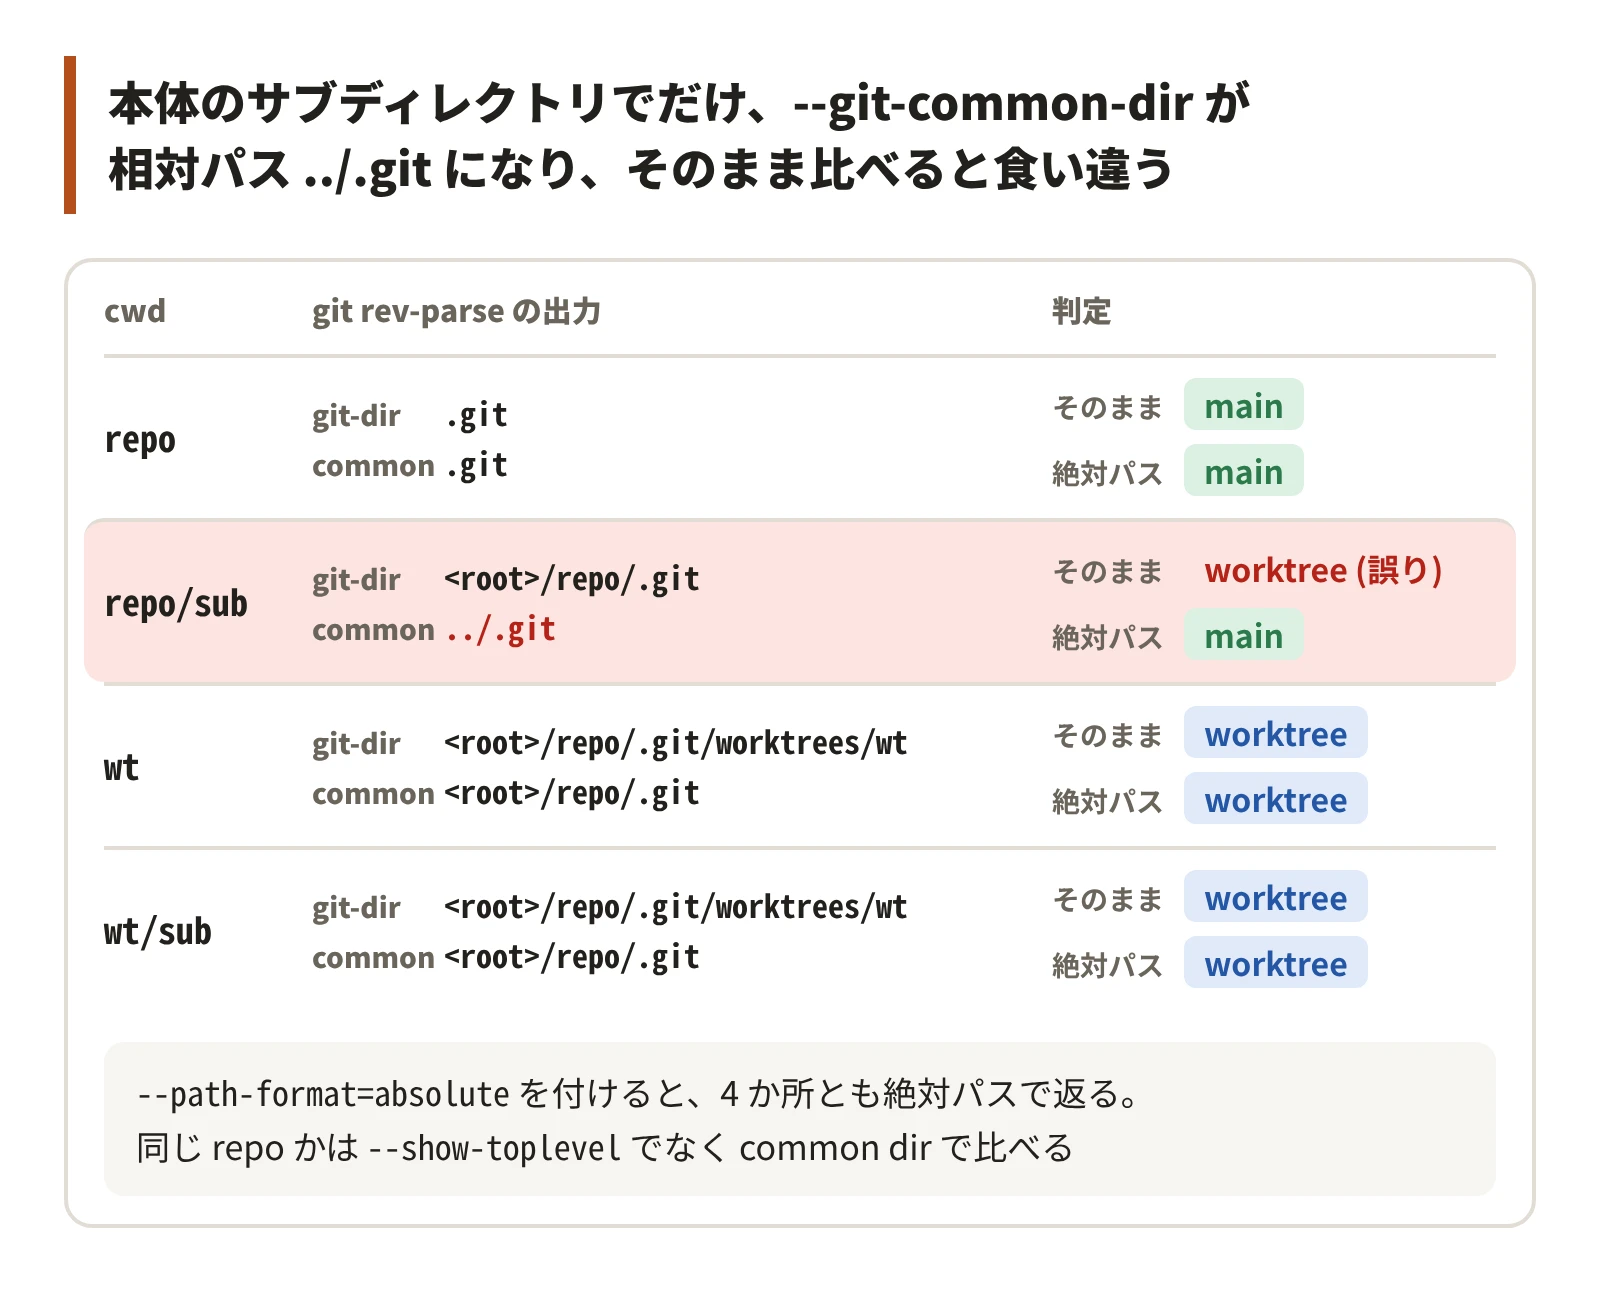 本体のサブディレクトリでだけ、--git-common-dir が
相対パス ../.git になり、そのまま比べると食い違う
cwd git rev-parse の出力 判定
repo
git-dir .git
common .git
そのまま main
絶対パス main
repo/sub
git-dir <root>/repo/.git
common ../.git
そのまま worktree (誤り)
絶対パス main
wt
git-dir <root>/repo/.git/worktrees/wt
common <root>/repo/.git
そのまま worktree
絶対パス worktree
wt/sub
git-dir <root>/repo/.git/worktrees/wt
common <root>/repo/.git
そのまま worktree
絶対パス worktree
--path-format=absolute を付けると、4 か所とも絶対パスで返る。
同じ repo かは --show-toplevel でなく common dir で比べる